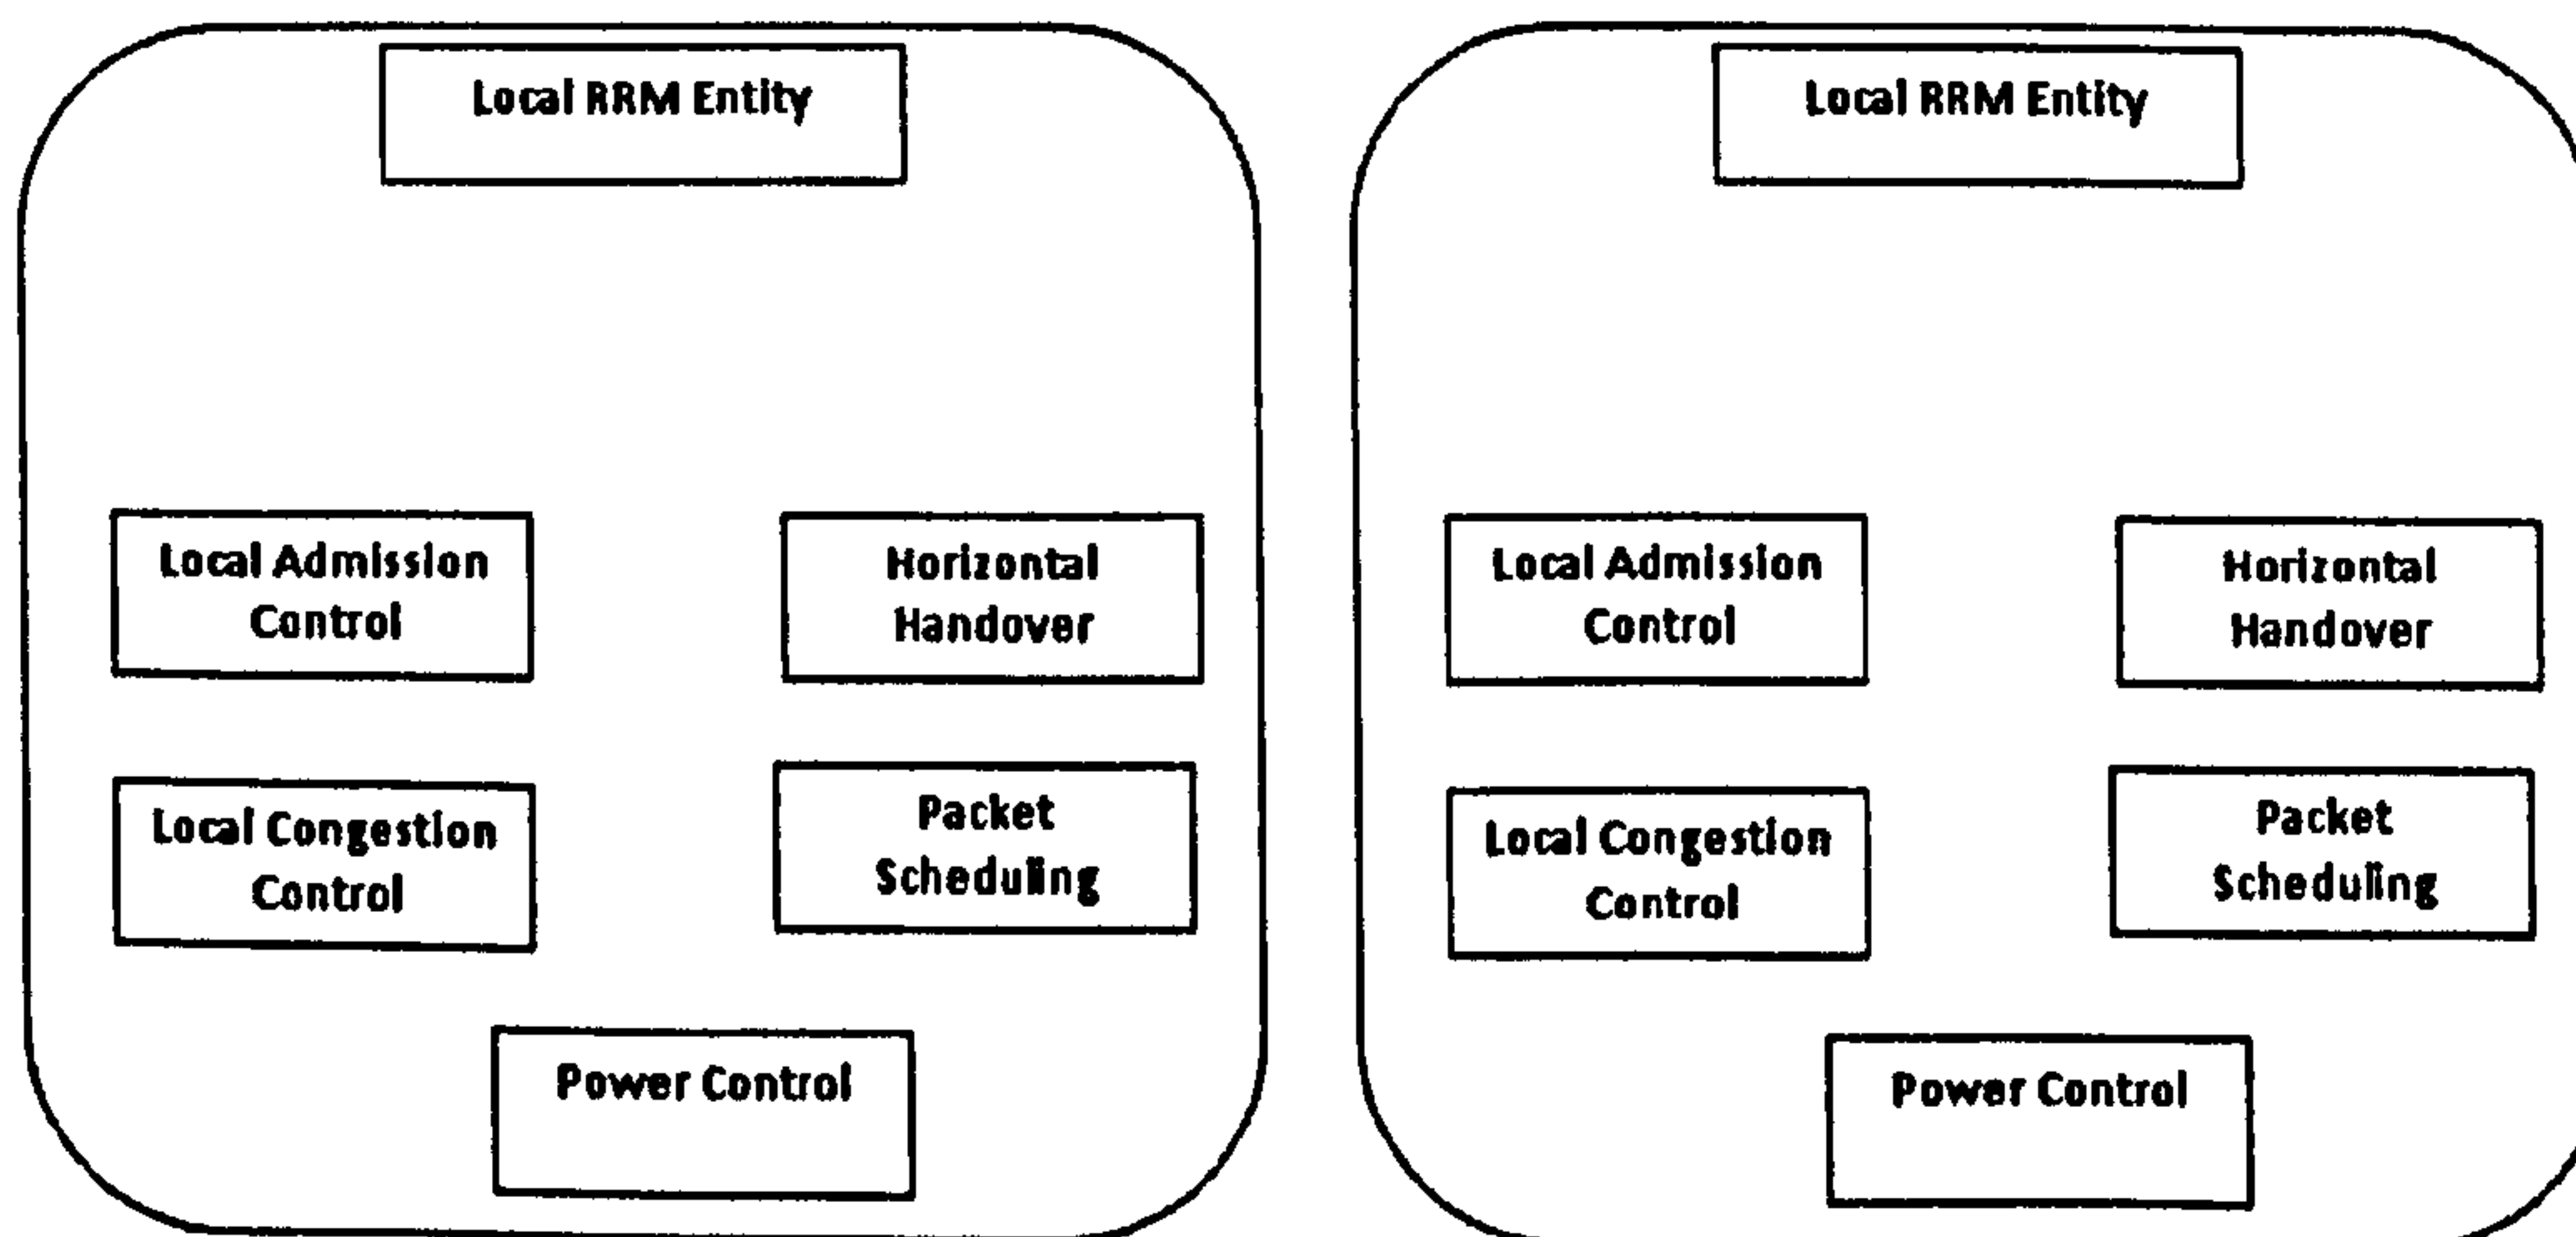 Local RRM Entity
Local Admission
Control
Horizontal
Handover
Local Congestion
Control
Packet
Scheduling
Power Control
Local RRM Entity
Local Admission
Control
Horizontal
Handover
Local Congestion
Control
Packet
Scheduling
Power Control